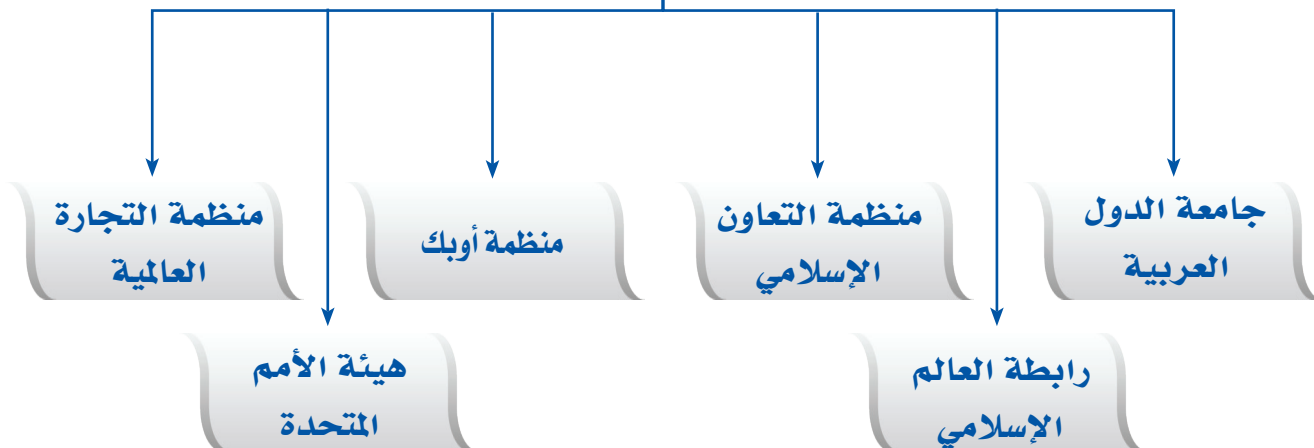 جامعة الدول
العربية
منظمة التعاون
الإسلامي
منظمة أوبك
منظمة التجارة
العالمية
رابطة العالم
الإسلامي
هيئة الأمم
المتحدة